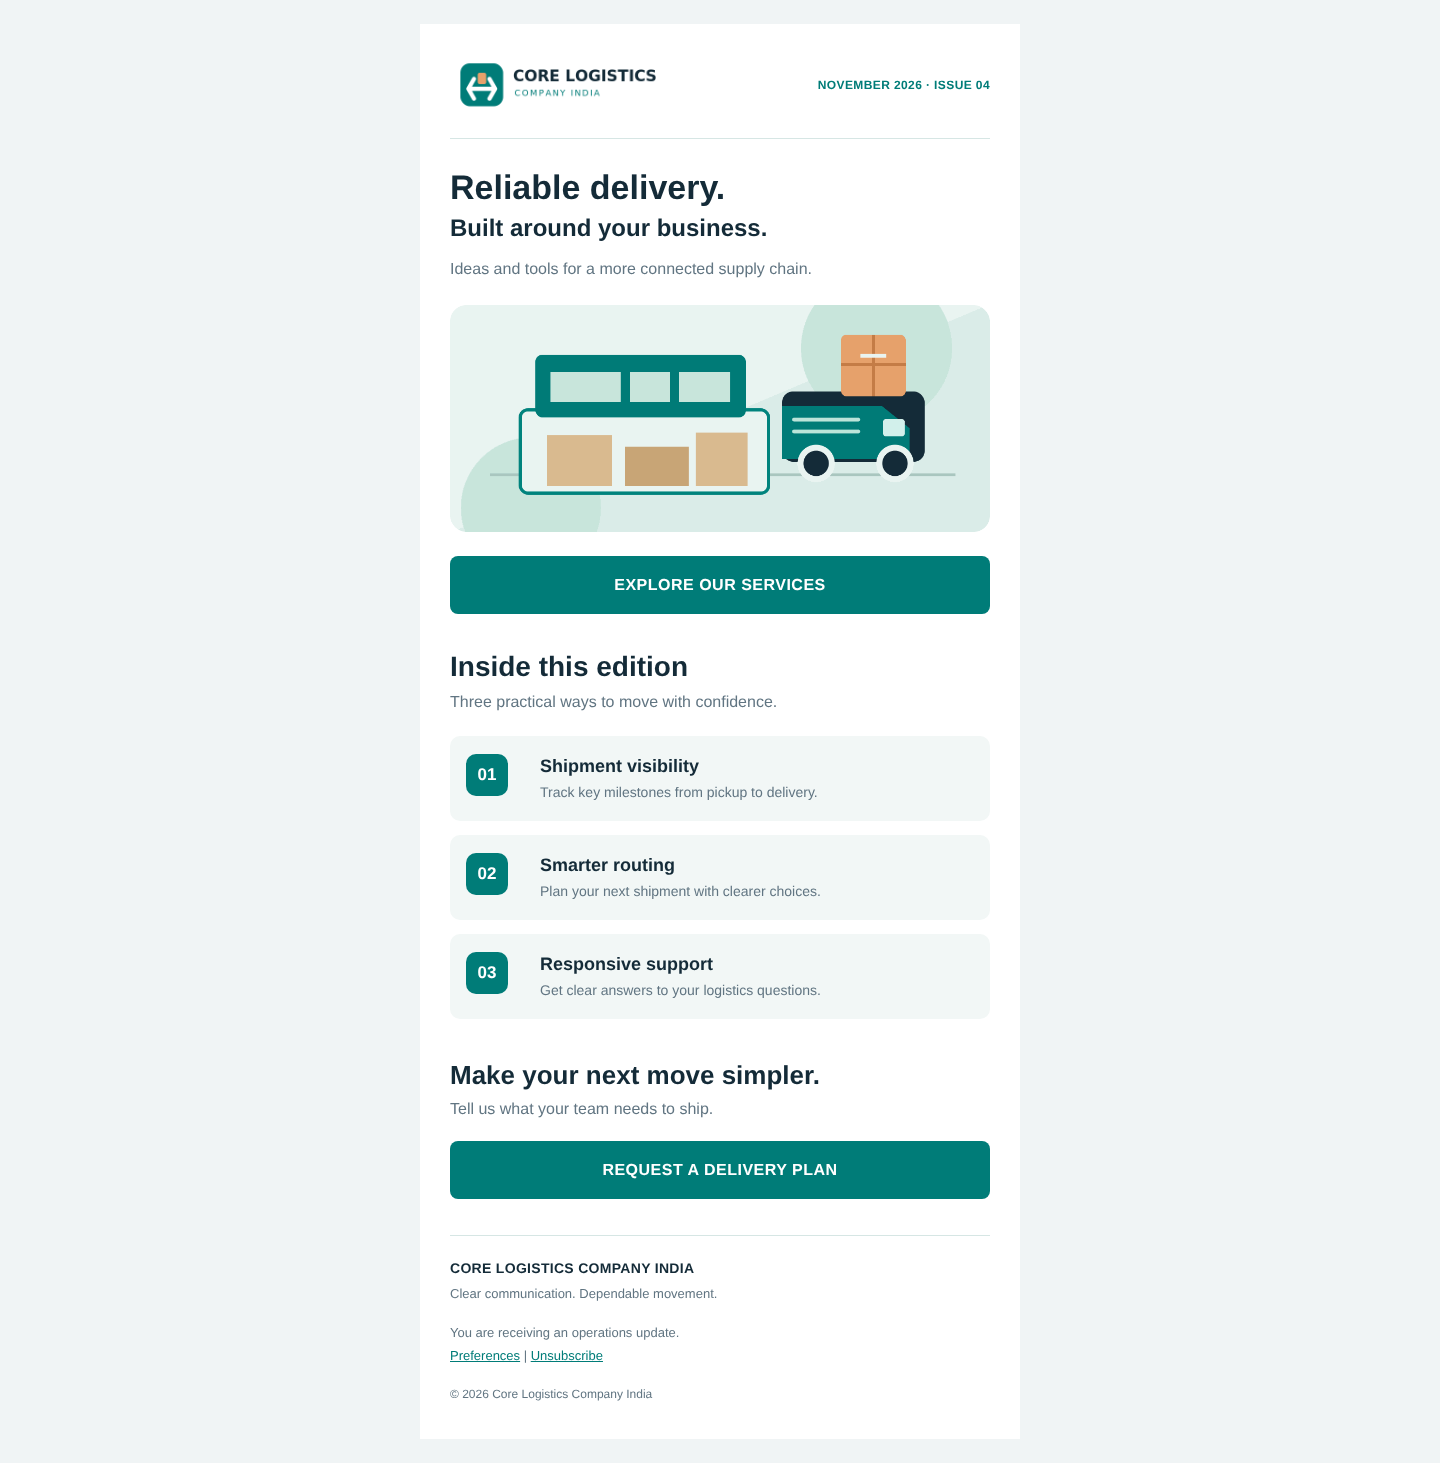 CORE LOGISTICS
COMPANY INDIA
NOVEMBER 2026 · ISSUE 04
Reliable delivery.
Built around your business.
Ideas and tools for a more connected supply chain.
EXPLORE OUR SERVICES
Inside this edition
Three practical ways to move with confidence.
01
Shipment visibility
Track key milestones from pickup to delivery.
02
Smarter routing
Plan your next shipment with clearer choices.
03
Responsive support
Get clear answers to your logistics questions.
Make your next move simpler.
Tell us what your team needs to ship.
REQUEST A DELIVERY PLAN
CORE LOGISTICS COMPANY INDIA
Clear communication. Dependable movement.
You are receiving an operations update.
Preferences | Unsubscribe
© 2026 Core Logistics Company India